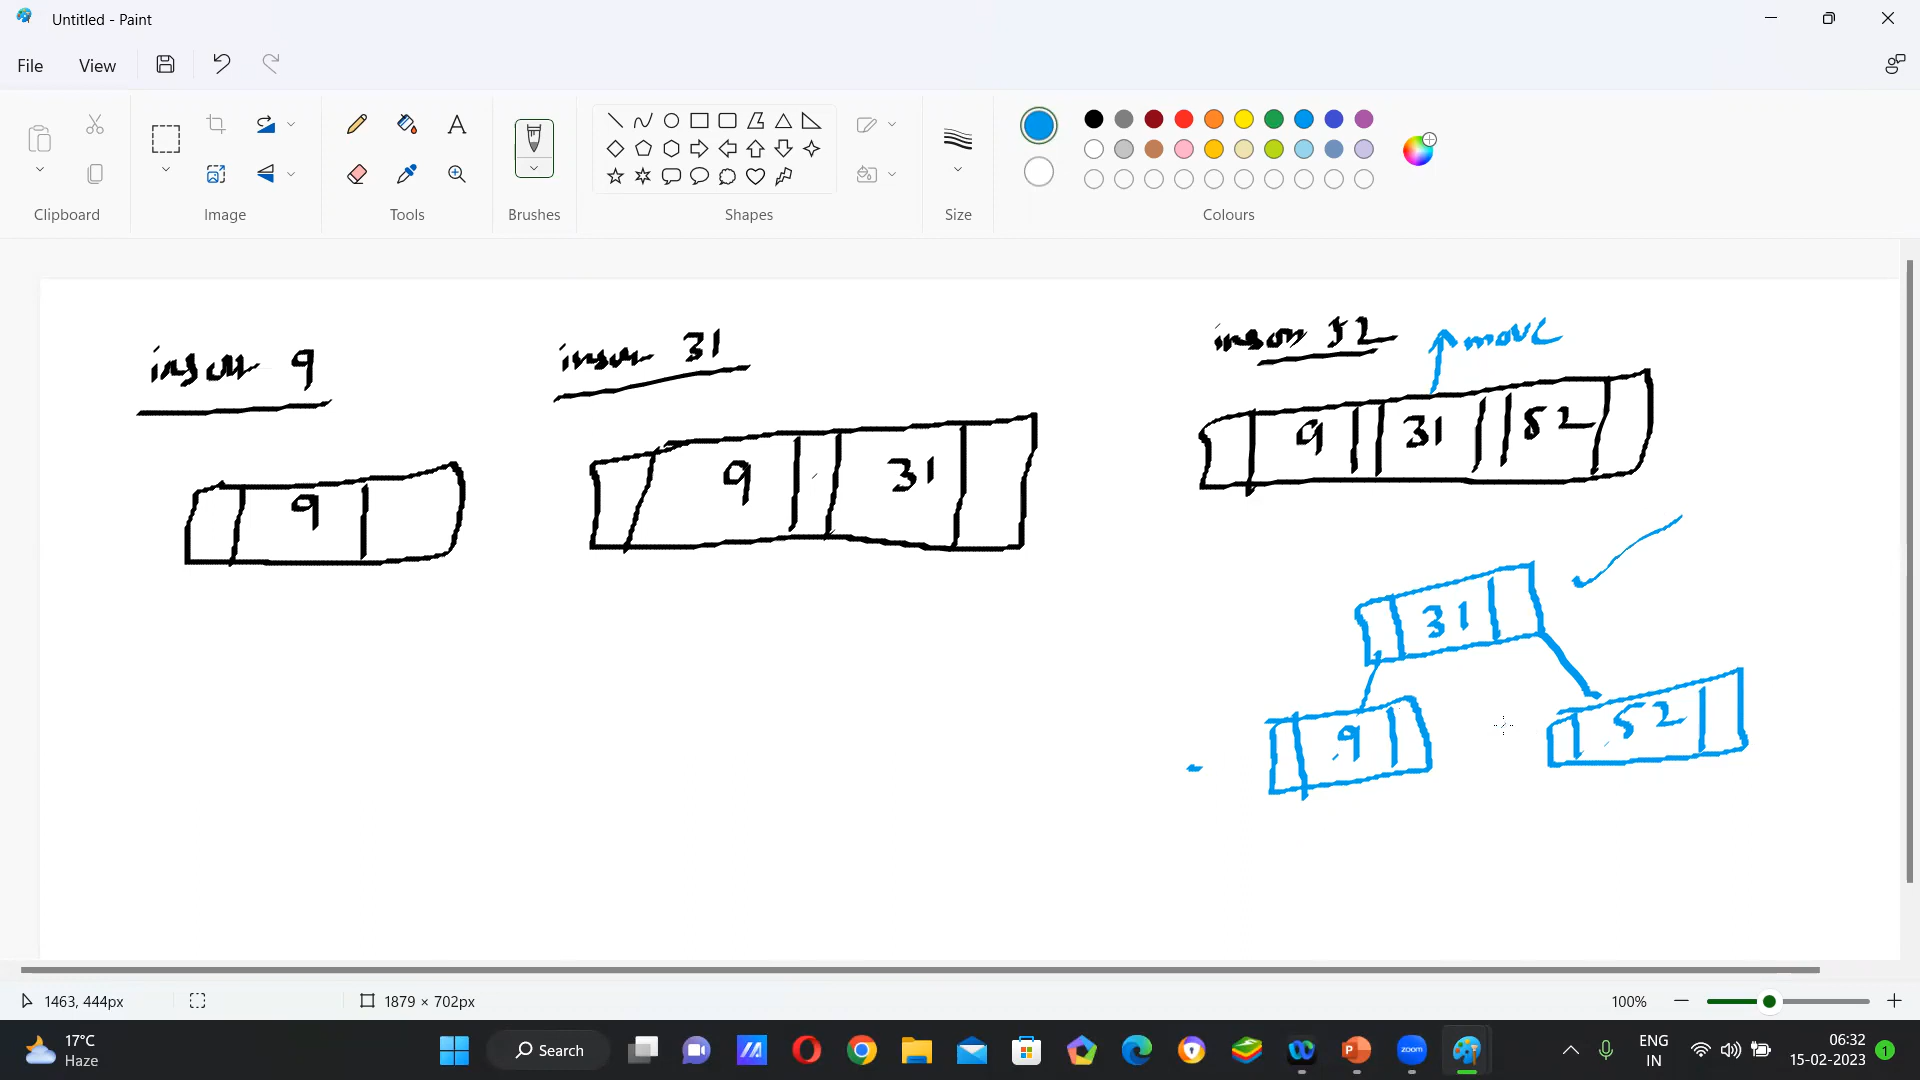 Untitled - Paint
File
View
Clipboard
Image
Tools
Brushes
Shapes
Size
Colours
insert 9
insert 31
insert 52
move
9
9 31
9 31 52
31
9
52
1463, 444px
1879 × 702px
100%
17°C
Haze
Search
zoom
ENG
IN
06:32
15-02-2023
1